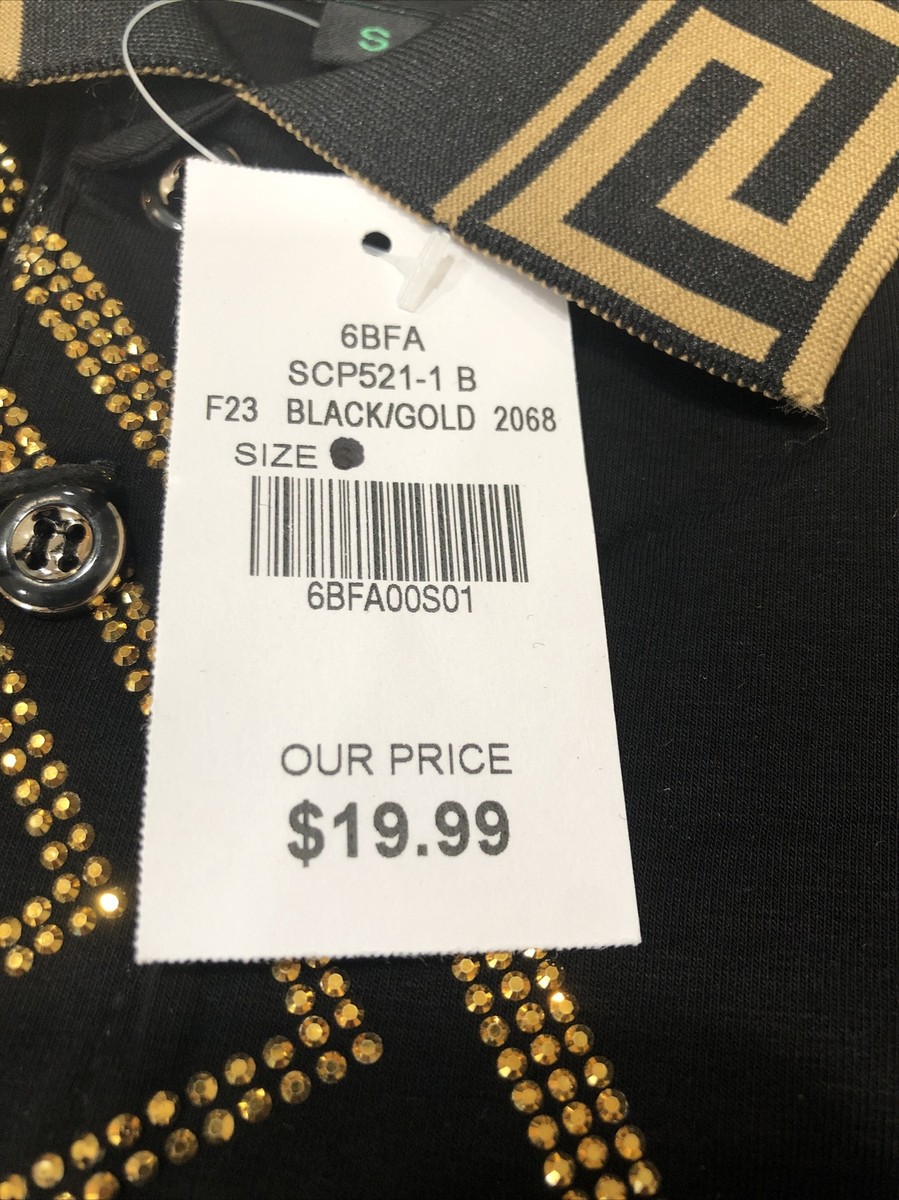 S
6BFA
SCP521-1 B
F23 BLACK/GOLD 2068
SIZE
6BFA00S01
OUR PRICE
$19.99